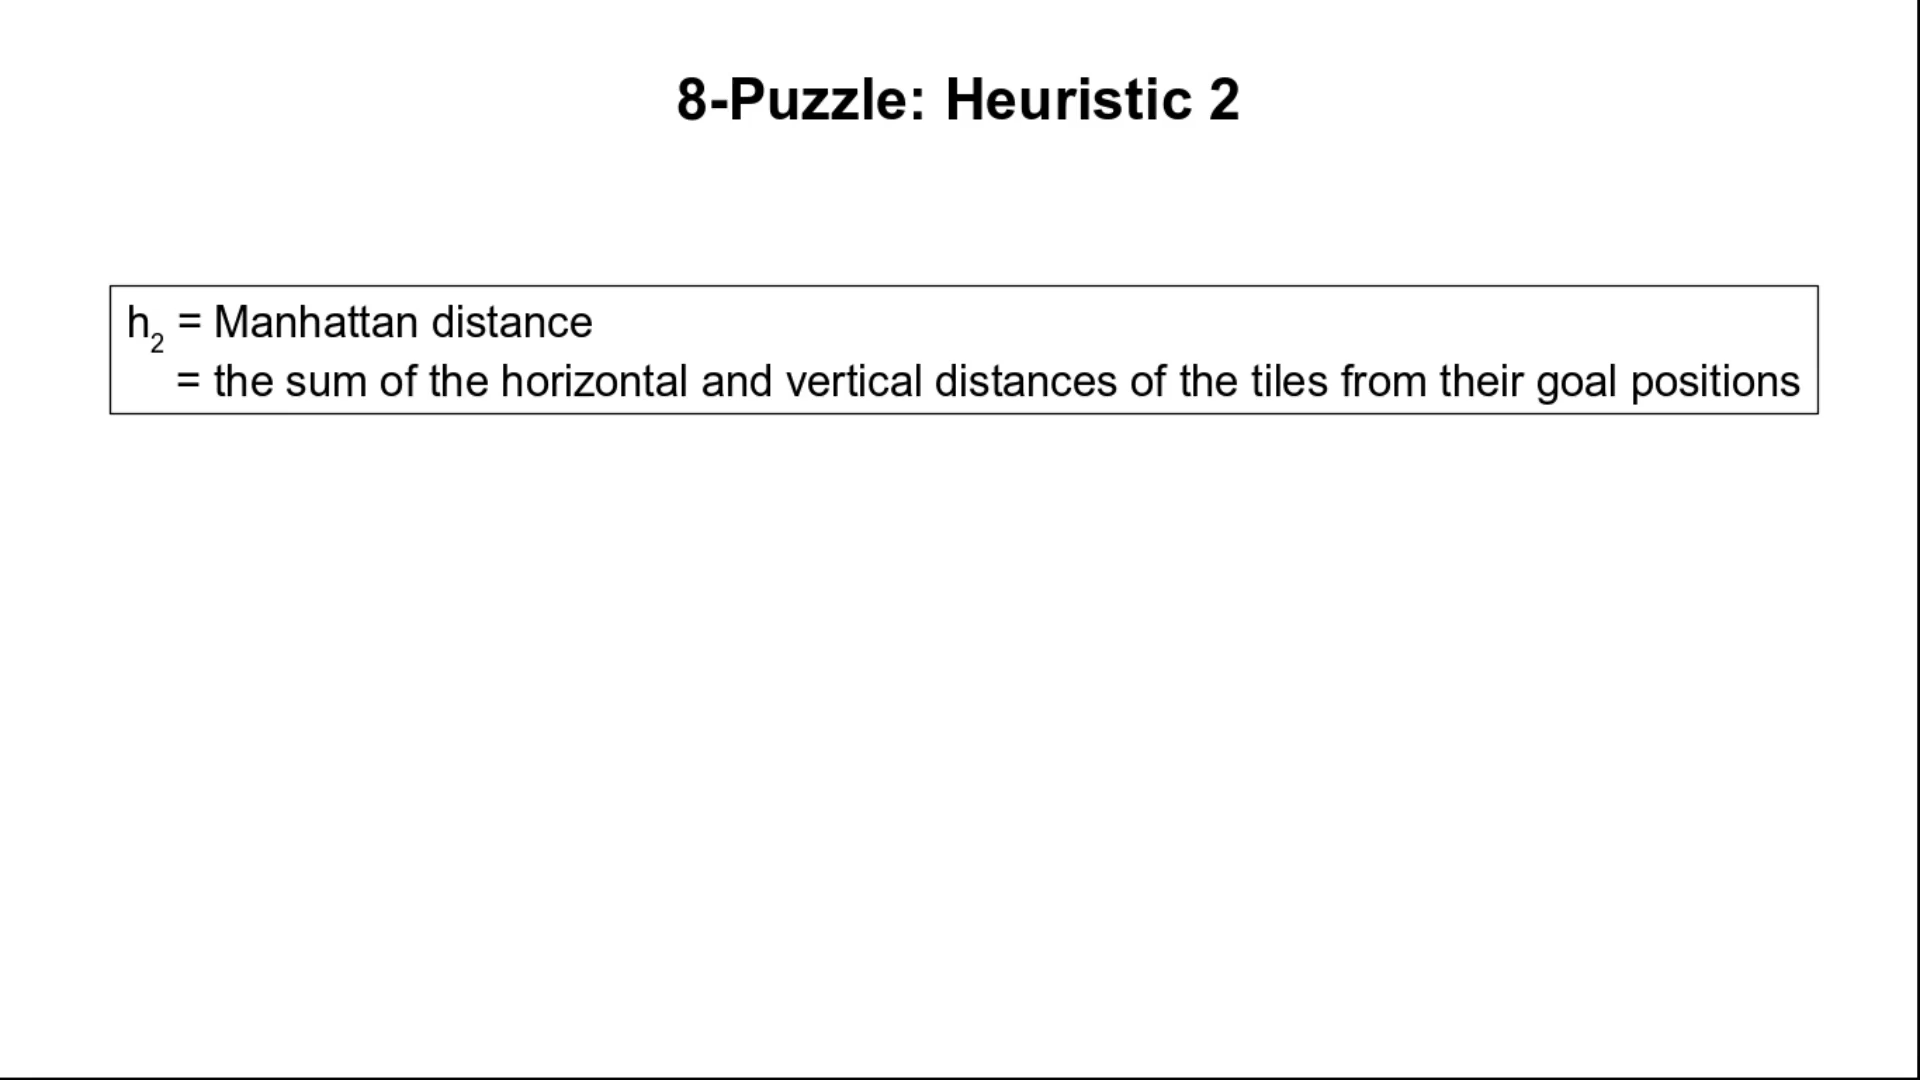 8-Puzzle: Heuristic 2
h₂ = Manhattan distance
= the sum of the horizontal and vertical distances of the tiles from their goal positions